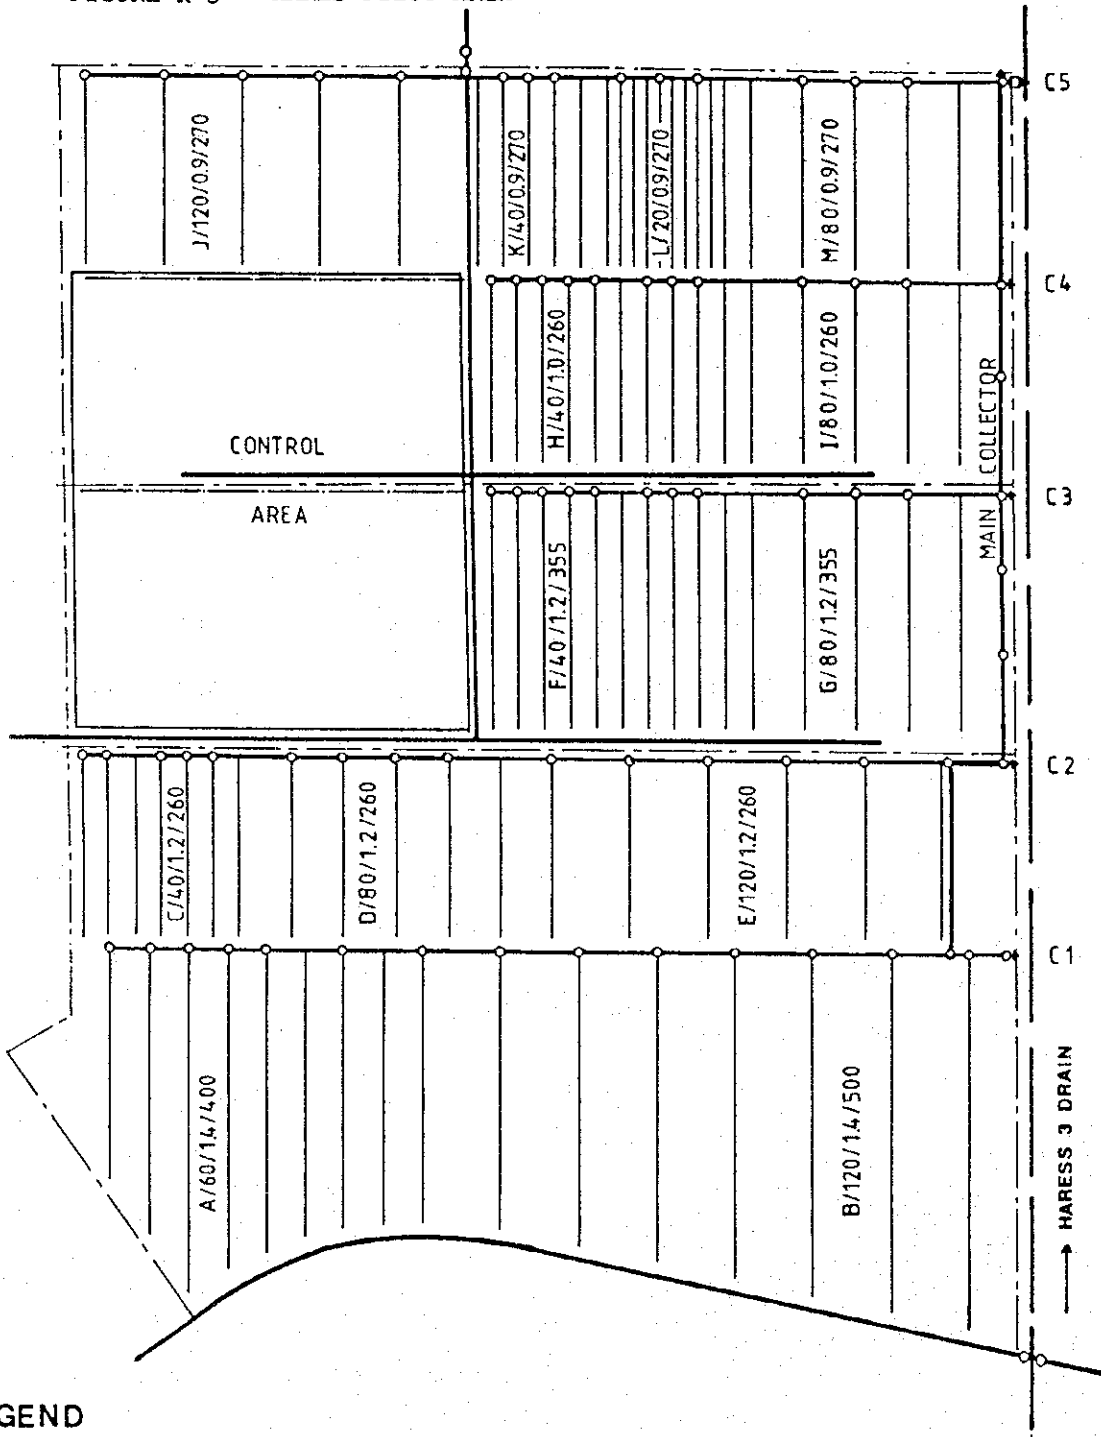 C5
J/120/0.9/270
K/40/0.9/270
L/20/0.9/270
M/80/0.9/270
C4
H/40/1.0/260
I/80/1.0/260
MAIN COLLECTOR
CONTROL
AREA
C3
F/40/1.2/355
G/80/1.2/355
C2
C/40/1.2/260
D/80/1.2/260
E/120/1.2/260
C1
A/60/1.4/400
B/120/1.4/500
HARESS 3 DRAIN
GEND